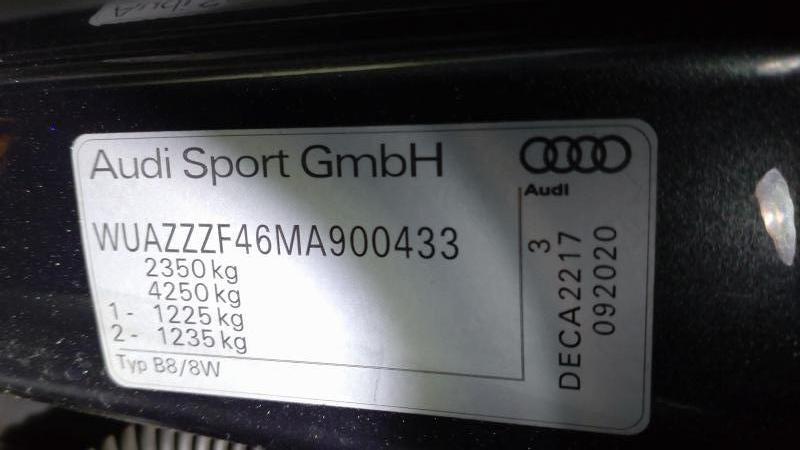 Audi Sport GmbH
Audi
WUAZZZF46MA900433
2350 kg
4250 kg
1- 1225 kg
2- 1235 kg
Typ B8/8W
3
DECA2217
092020